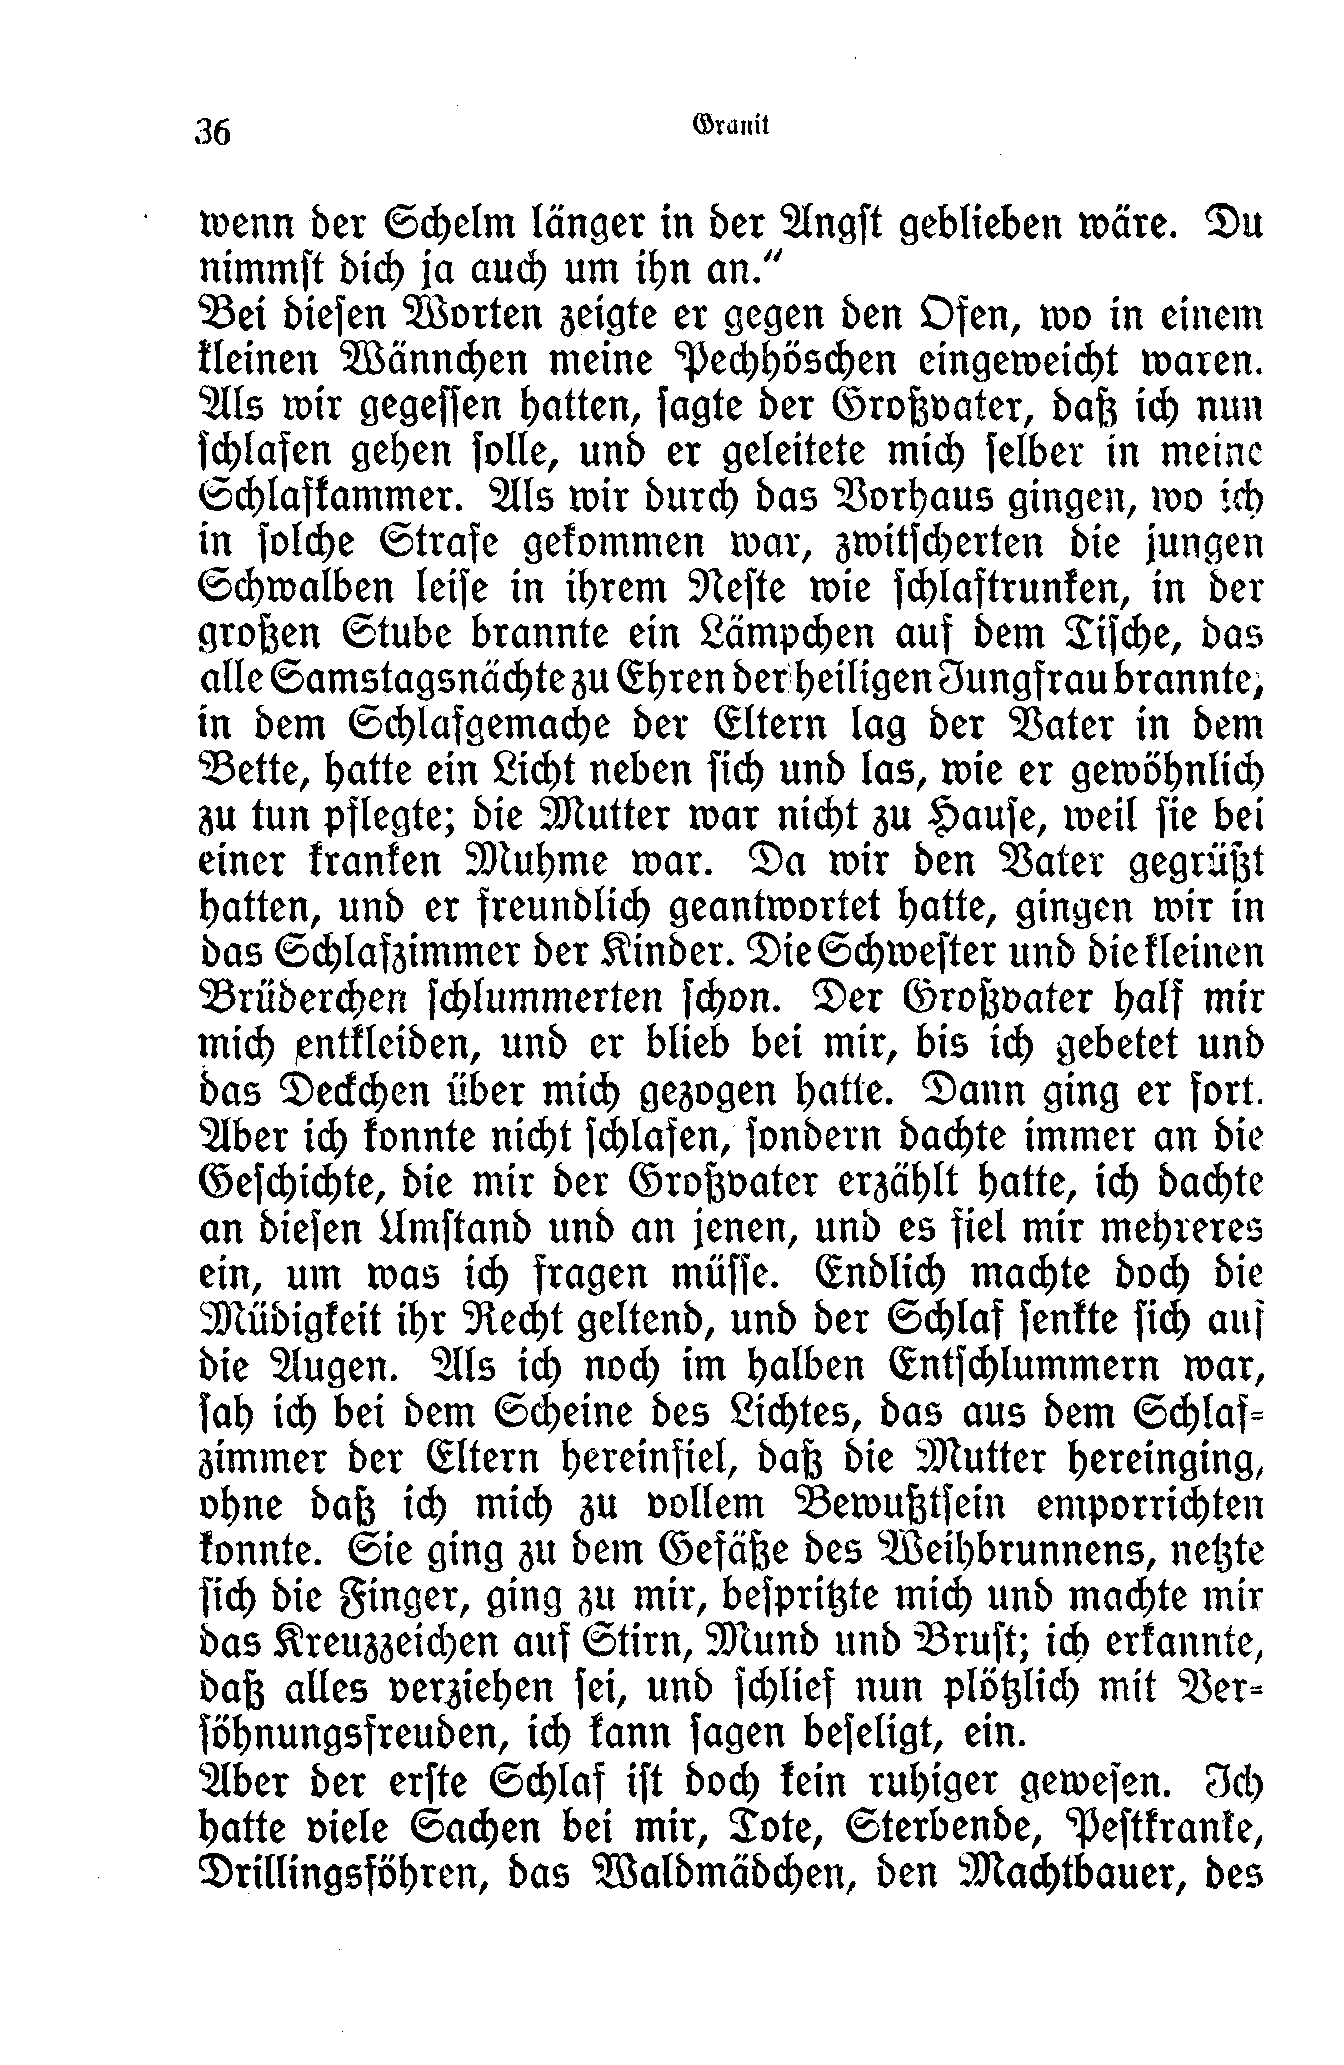 36
Granit
wenn der Schelm länger in der Angst geblieben wäre. Du
nimmst dich ja auch um ihn an.“
Bei diesen Worten zeigte er gegen den Ofen, wo in einem
kleinen Wännchen meine Pechhöschen eingeweicht waren.
Als wir gegessen hatten, sagte der Großvater, daß ich nun
schlafen gehen solle, und er geleitete mich selber in meine
Schlafkammer. Als wir durch das Vorhaus gingen, wo ich
in solche Strafe gekommen war, zwitscherten die jungen
Schwalben leise in ihrem Neste wie schlaftrunken, in der
großen Stube brannte ein Lämpchen auf dem Tische, das
alle Samstagsnächte zu Ehren der heiligen Jungfrau brannte,
in dem Schlafgemache der Eltern lag der Vater in dem
Bette, hatte ein Licht neben sich und las, wie er gewöhnlich
zu tun pflegte; die Mutter war nicht zu Hause, weil sie bei
einer kranken Muhme war. Da wir den Vater gegrüßt
hatten, und er freundlich geantwortet hatte, gingen wir in
das Schlafzimmer der Kinder. Die Schwester und die kleinen
Brüderchen schlummerten schon. Der Großvater half mir
mich entkleiden, und er blieb bei mir, bis ich gebetet und
das Deckchen über mich gezogen hatte. Dann ging er fort.
Aber ich konnte nicht schlafen, sondern dachte immer an die
Geschichte, die mir der Großvater erzählt hatte, ich dachte
an diesen Umstand und an jenen, und es fiel mir mehreres
ein, um was ich fragen müsse. Endlich machte doch die
Müdigkeit ihr Recht geltend, und der Schlaf senkte sich auf
die Augen. Als ich noch im halben Entschlummern war,
sah ich bei dem Scheine des Lichtes, das aus dem Schlaf-
zimmer der Eltern hereinfiel, daß die Mutter hereinging,
ohne daß ich mich zu vollem Bewußtsein emporrichten
konnte. Sie ging zu dem Gefäße des Weihbrunnens, netzte
sich die Finger, ging zu mir, bespritzte mich und machte mir
das Kreuzzeichen auf Stirn, Mund und Brust; ich erkannte,
daß alles verziehen sei, und schlief nun plötzlich mit Ver-
söhnungsfreuden, ich kann sagen beseligt, ein.
Aber der erste Schlaf ist doch kein ruhiger gewesen. Ich
hatte viele Sachen bei mir, Tote, Sterbende, Pestkranke,
Drillingsföhren, das Waldmädchen, den Machtbauer, des